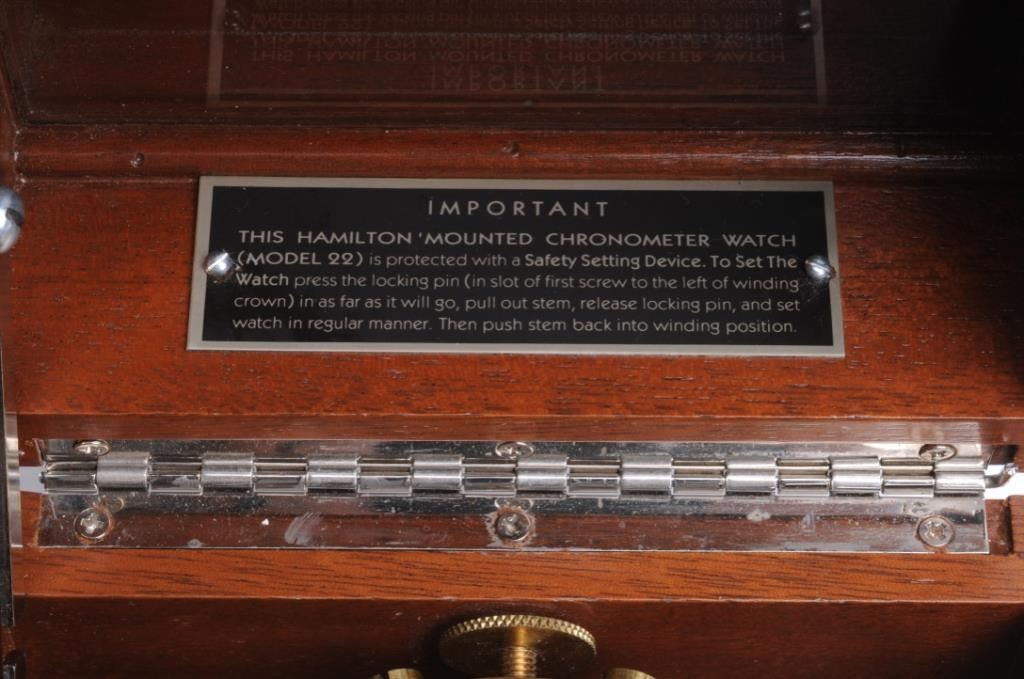 IMPORTANT
THIS HAMILTON MOUNTED CHRONOMETER WATCH
(MODEL 22) is protected with a Safety Setting Device. To Set The
Watch press the locking pin (in slot of first screw to the left of winding
crown) in as far as it will go, pull out stem, release locking pin, and set
watch in regular manner. Then push stem back into winding position.